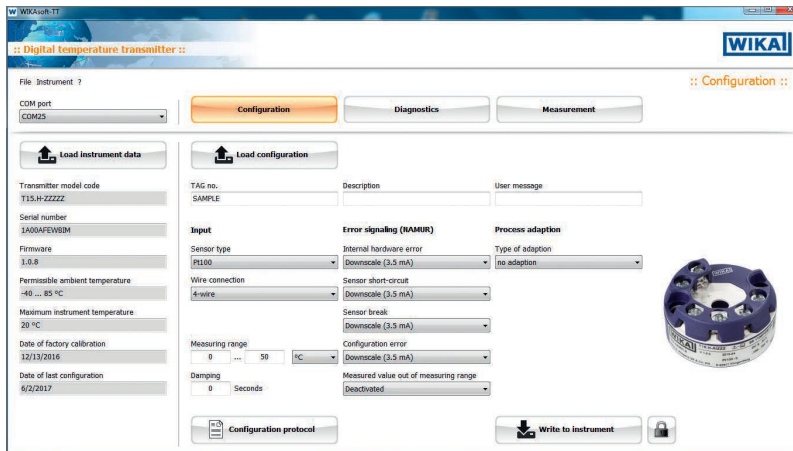 WIKAsoft-TT
:: Digital temperature transmitter ::
WIKA
File Instrument ?
:: Configuration ::
COM port
COM25
Configuration
Diagnostics
Measurement
Load instrument data
Load configuration
Transmitter model code
T15.H-ZZZZZ
Serial number
1A00AFEW8IM
Firmware
1.0.8
Permissible ambient temperature
-40 ... 85 ºC
Maximum instrument temperature
20 ºC
Date of factory calibration
12/13/2016
Date of last configuration
6/2/2017
TAG no.
SAMPLE
Description
User message
Input
Sensor type
Pt100
Wire connection
4-wire
Measuring range
0 ... 50 ºC
Damping
0 Seconds
Error signaling (NAMUR)
Internal hardware error
Downscale (3.5 mA)
Sensor short-circuit
Downscale (3.5 mA)
Sensor break
Downscale (3.5 mA)
Configuration error
Downscale (3.5 mA)
Measured value out of measuring range
Deactivated
Process adaption
Type of adaption
no adaption
WIKA
WIKA
Configuration protocol
Write to instrument